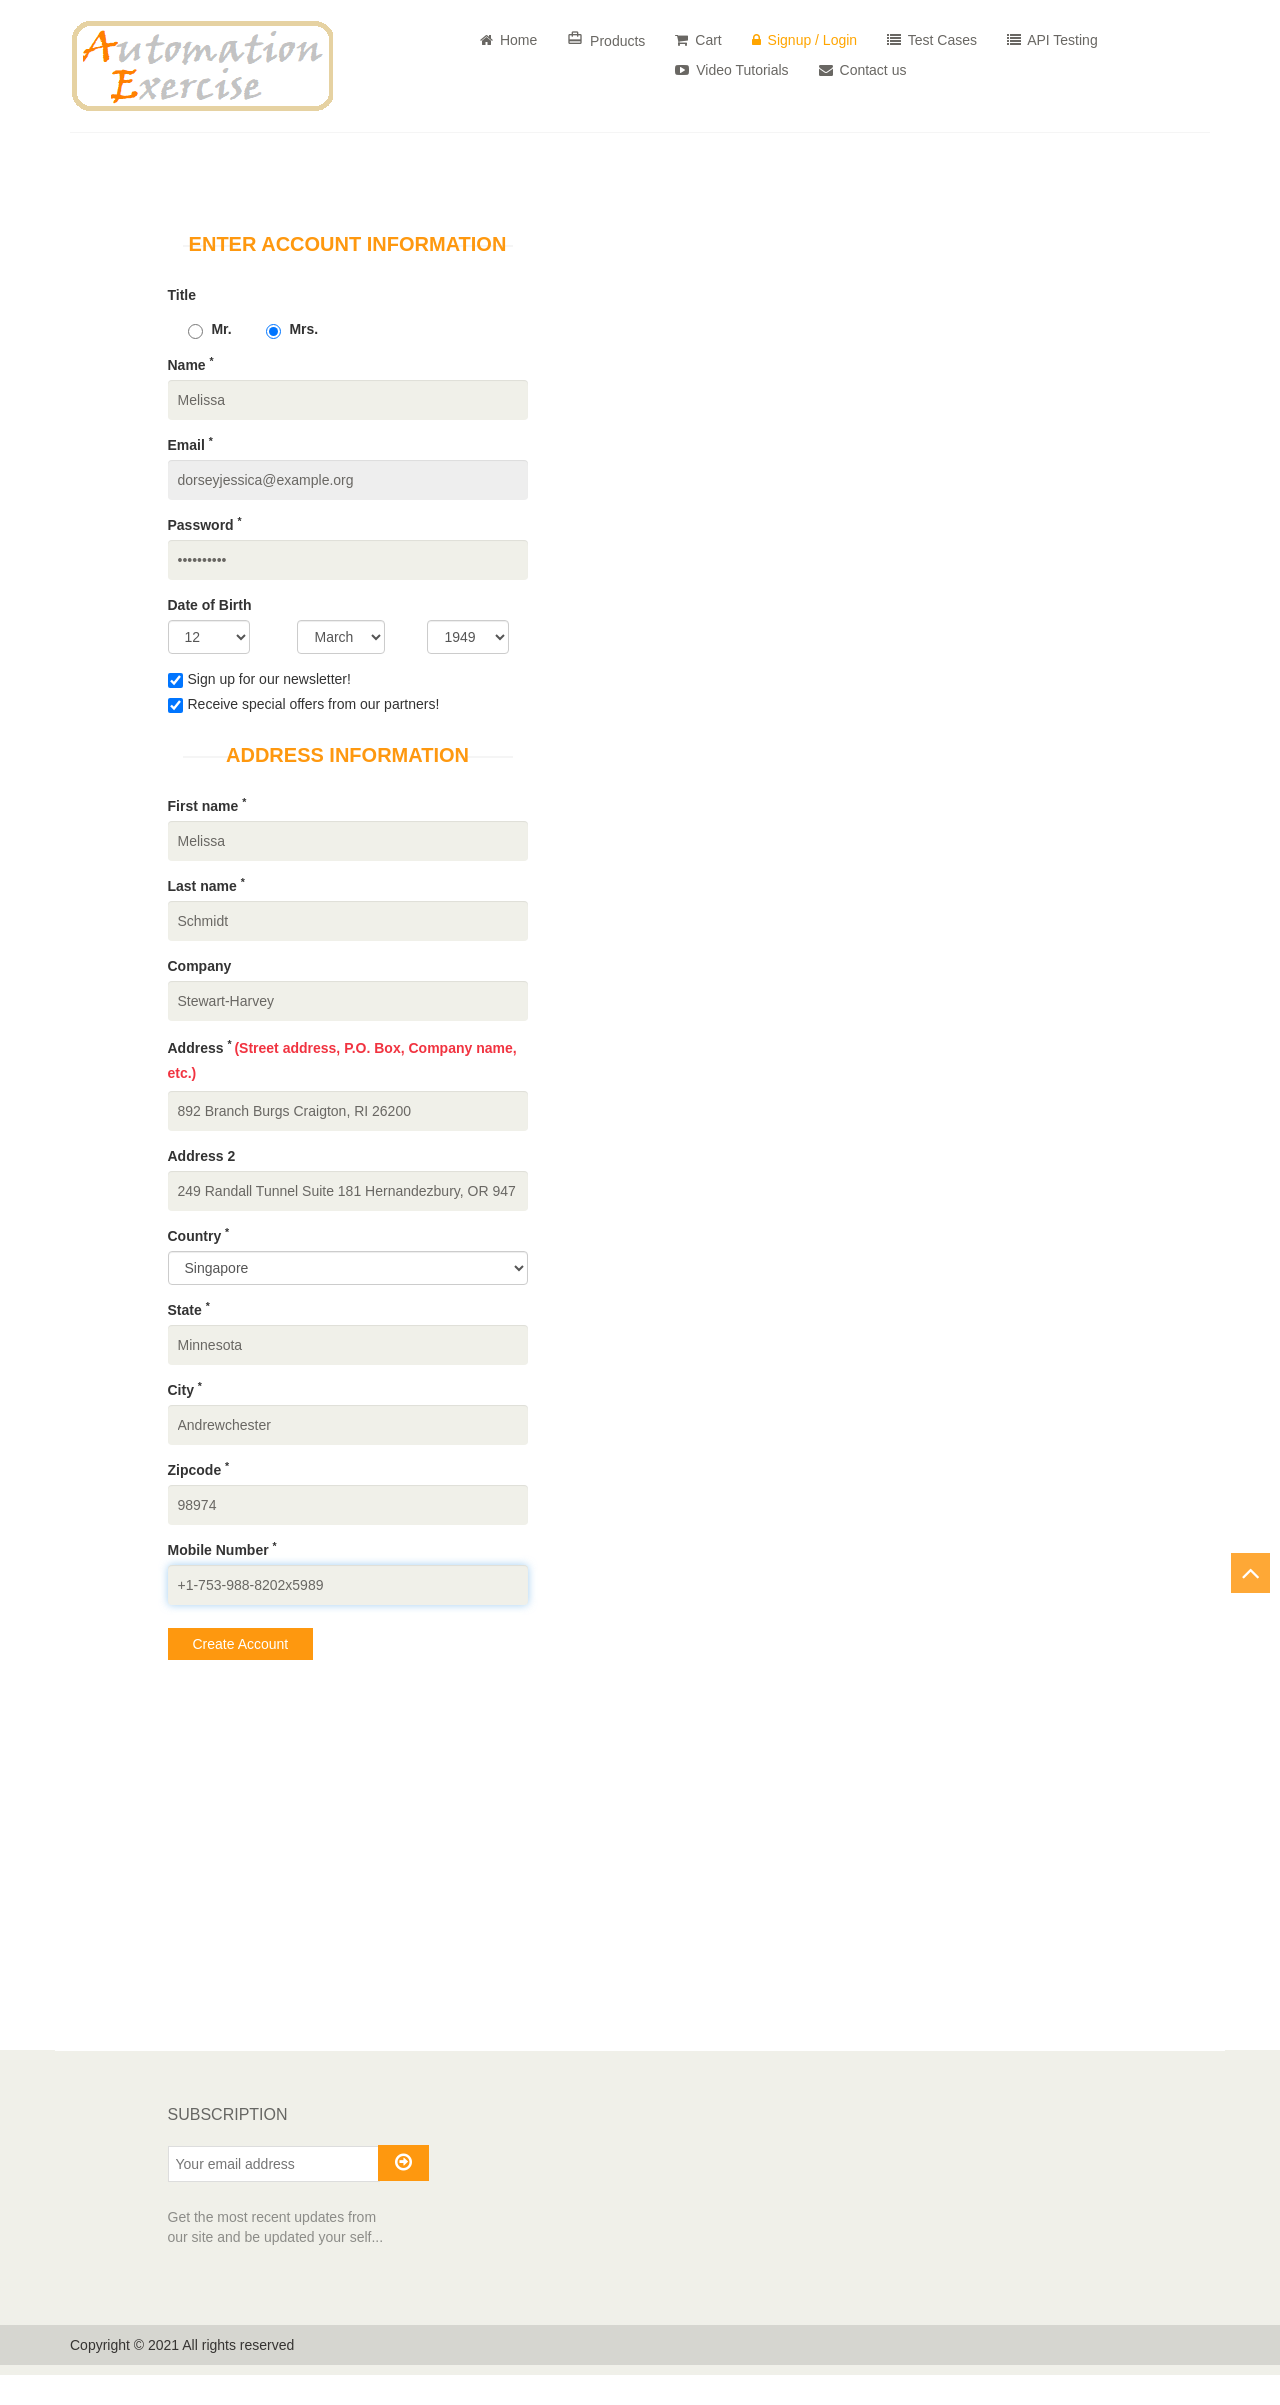 Automation
Exercise
Home
Products
Cart
Signup / Login
Test Cases
API Testing
Video Tutorials
Contact us
ENTER ACCOUNT INFORMATION
Title
Mr.
Mrs.
Name *
Melissa
Email *
dorseyjessica@example.org
Password *
••••••••••
Date of Birth
12
March
1949
Sign up for our newsletter!
Receive special offers from our partners!
ADDRESS INFORMATION
First name *
Melissa
Last name *
Schmidt
Company
Stewart-Harvey
Address * (Street address, P.O. Box, Company name,
etc.)
892 Branch Burgs Craigton, RI 26200
Address 2
249 Randall Tunnel Suite 181 Hernandezbury, OR 947
Country *
Singapore
State *
Minnesota
City *
Andrewchester
Zipcode *
98974
Mobile Number *
+1-753-988-8202x5989
Create Account
SUBSCRIPTION
Your email address
Get the most recent updates from
our site and be updated your self...
Copyright © 2021 All rights reserved